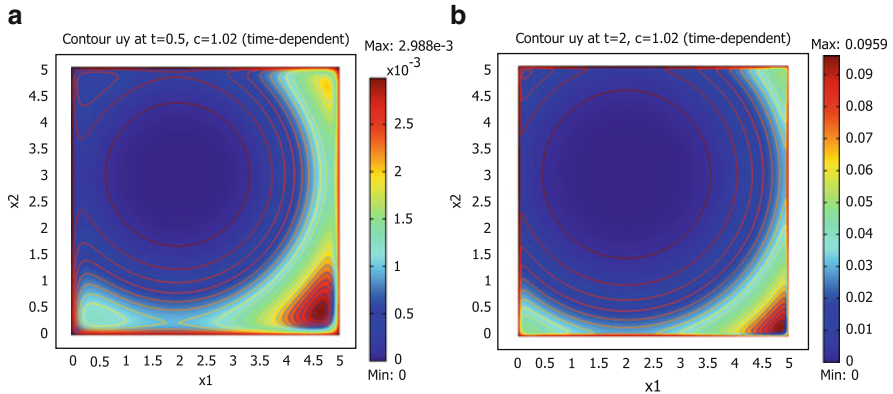 a
Contour uy at t=0.5, c=1.02 (time-dependent)
Max: 2.988e-3
×10-3
5
4.5
4
3.5
3
2.5
2
1.5
1
0.5
0
x2
0 0.5 1 1.5 2 2.5 3 3.5 4 4.5 5
x1
2.5
2
1.5
1
0.5
0
Min: 0
b
Contour uy at t=2, c=1.02 (time-dependent)
Max: 0.0959
5
4.5
4
3.5
3
2.5
2
1.5
1
0.5
0
x2
0 0.5 1 1.5 2 2.5 3 3.5 4 4.5 5
x1
0.09
0.08
0.07
0.06
0.05
0.04
0.03
0.02
0.01
0
Min: 0